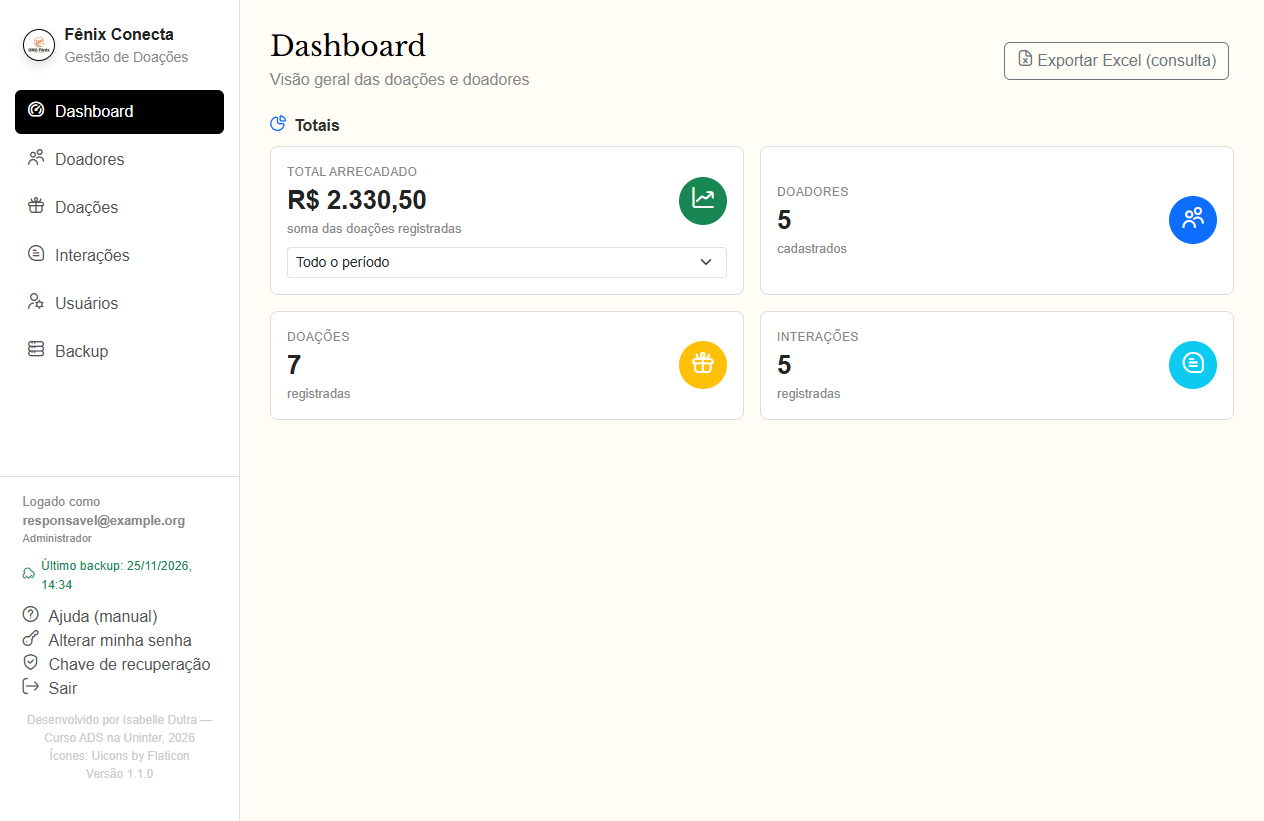 Fênix Conecta
Gestão de Doações
Dashboard
Doadores
Doações
Interações
Usuários
Backup
Logado como
responsavel@example.org
Administrador
Último backup: 25/11/2026,
14:34
Ajuda (manual)
Alterar minha senha
Chave de recuperação
Sair
Desenvolvido por Isabelle Dutra —
Curso ADS na Uninter, 2026
Ícones: Uicons by Flaticon
Versão 1.1.0
Dashboard
Visão geral das doações e doadores
Exportar Excel (consulta)
Totais
TOTAL ARRECADADO
R$ 2.330,50
soma das doações registradas
Todo o período
DOADORES
5
cadastrados
DOAÇÕES
7
registradas
INTERAÇÕES
5
registradas